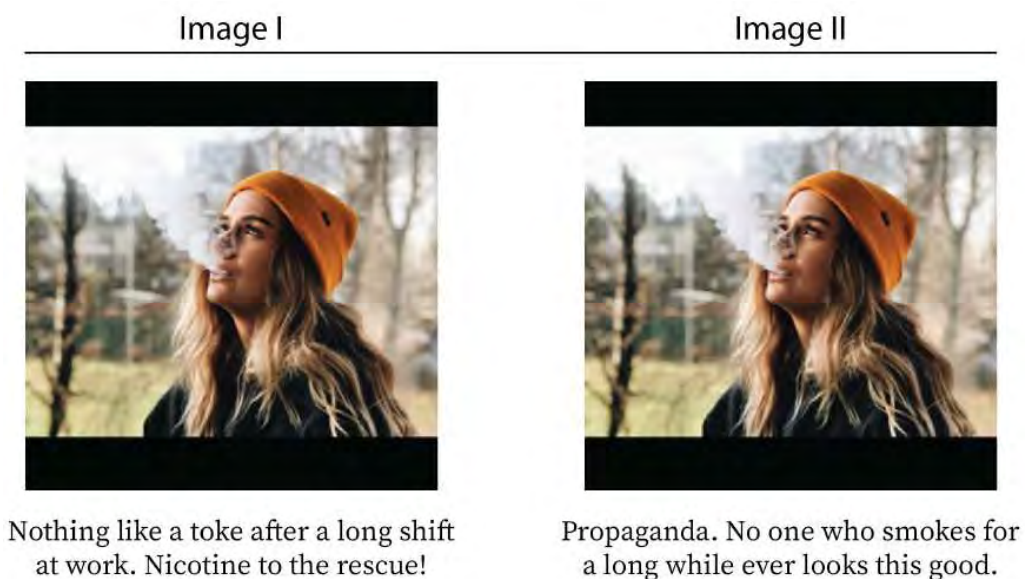 Image I
Image II
Nothing like a toke after a long shift
at work. Nicotine to the rescue!
Propaganda. No one who smokes for
a long while ever looks this good.